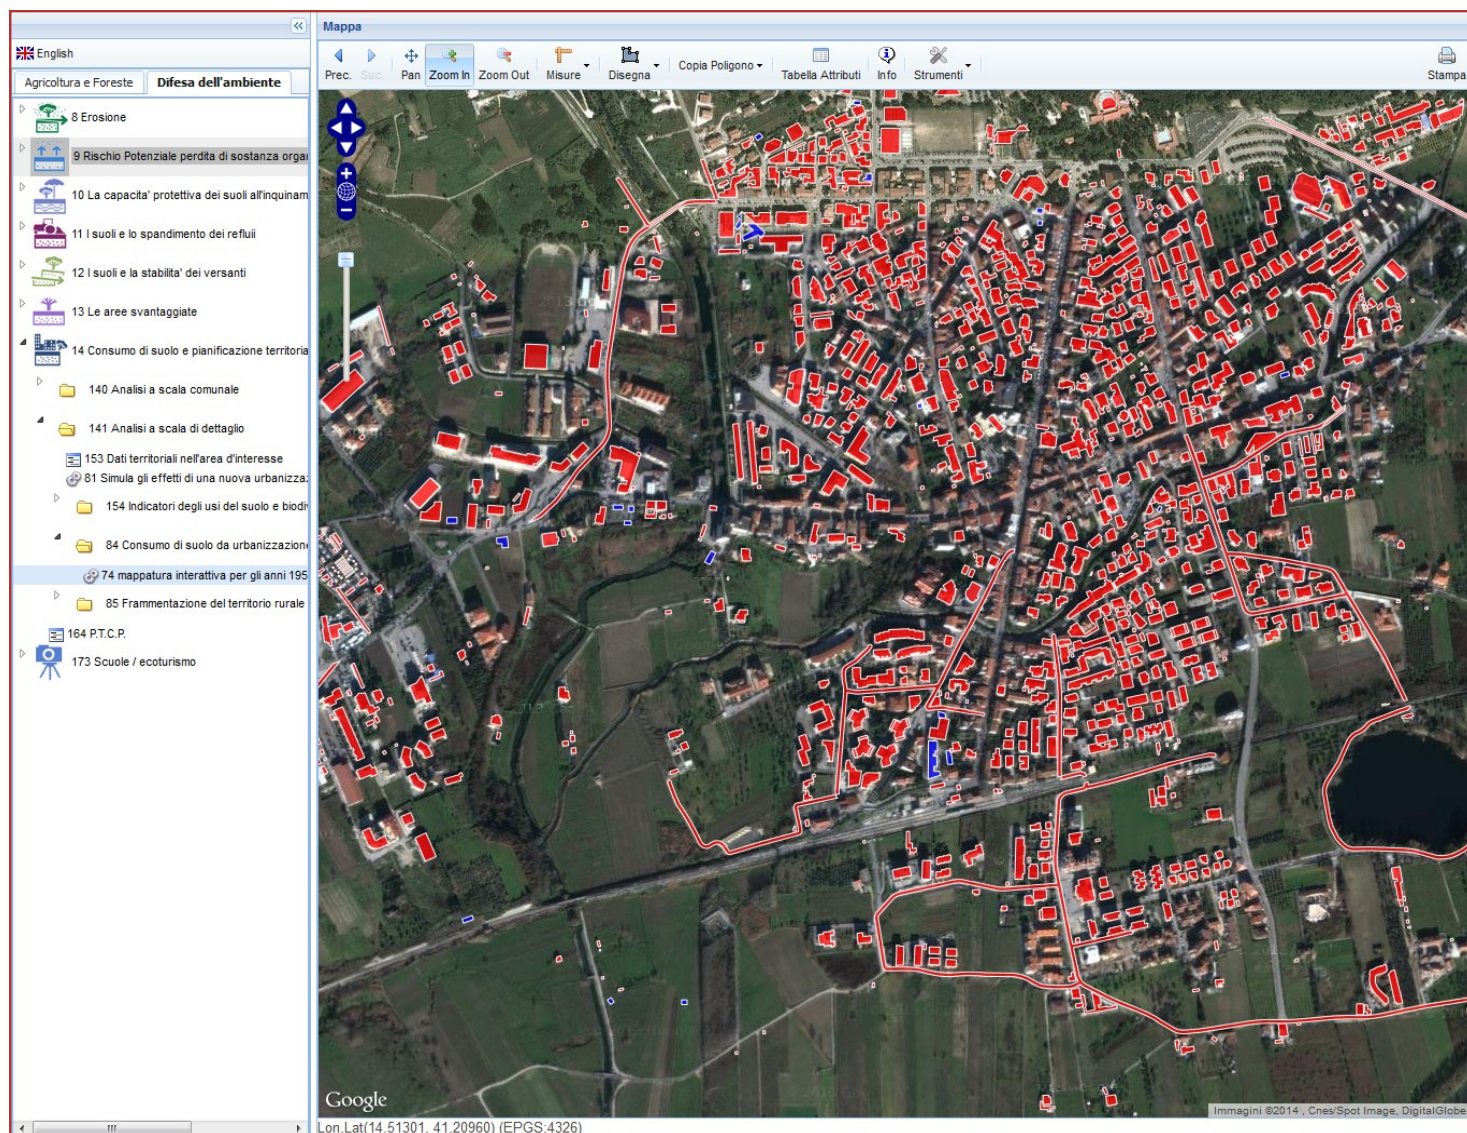 Mappa
English
Prec.
Suc.
Pan
Zoom In
Zoom Out
Misure
Disegna
Copia Poligono
Tabella Attributi
Info
Strumenti
Stampa
Agricoltura e Foreste
Difesa dell'ambiente
8 Erosione
9 Rischio Potenziale perdita di sostanza organ
10 La capacita' protettiva dei suoli all'inquinam
11 I suoli e lo spandimento dei reflui
12 I suoli e la stabilita' dei versanti
13 Le aree svantaggiate
14 Consumo di suolo e pianificazione territoria
140 Analisi a scala comunale
141 Analisi a scala di dettaglio
153 Dati territoriali nell'area d'interesse
81 Simula gli effetti di una nuova urbanizzaz
154 Indicatori degli usi del suolo e biodiv
84 Consumo di suolo da urbanizzazione
74 mappatura interattiva per gli anni 195
85 Frammentazione del territorio rurale
164 P.T.C.P.
173 Scuole / ecoturismo
Google
Immagini ©2014 , Cnes/Spot Image, DigitalGlobe
Lon.Lat(14.51301, 41.20960) (EPGS:4326)